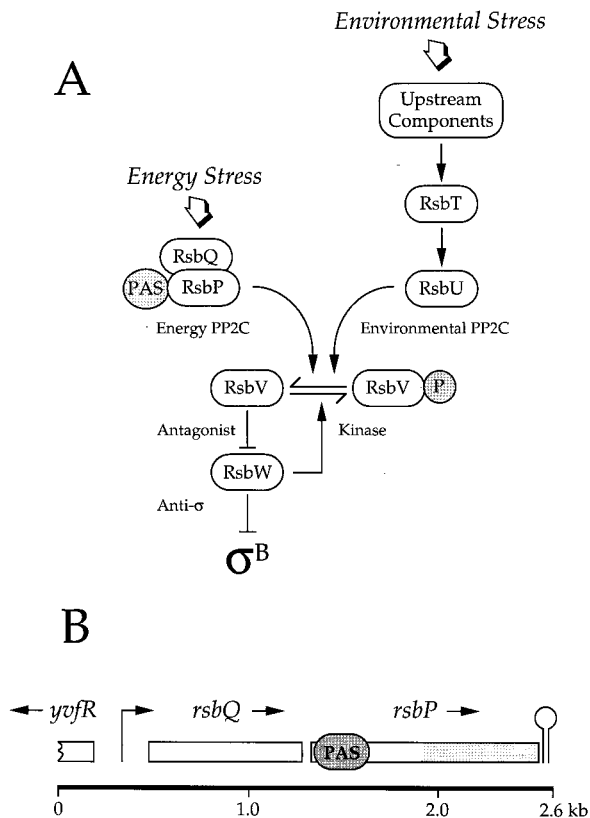 A
Environmental Stress
Upstream
Components
Energy Stress
RsbT
RsbQ
PAS
RsbP
RsbU
Energy PP2C
Environmental PP2C
RsbV
RsbV
P
Antagonist
Kinase
RsbW
Anti-σ
σB
B
yvfR
rsbQ
rsbP
PAS
0
1.0
2.0
2.6 kb